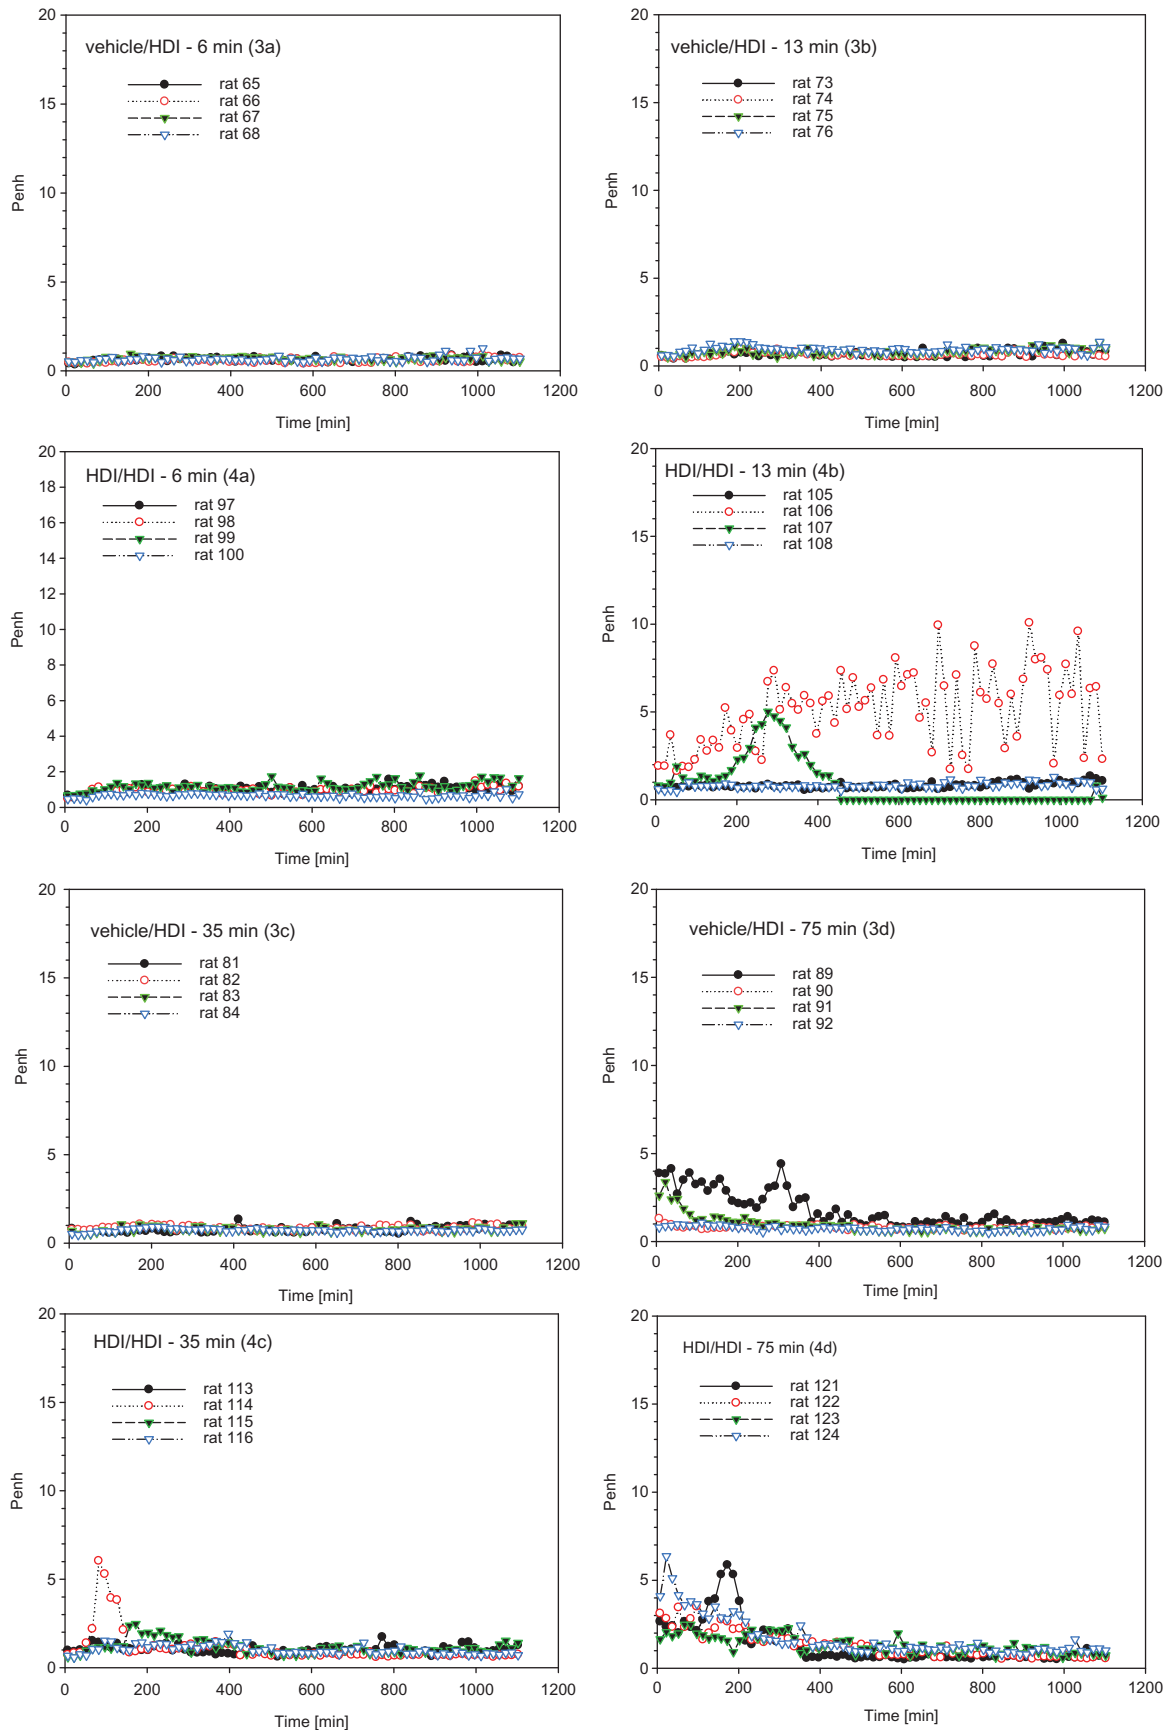 vehicle/HDI - 6 min (3a)
rat 65
rat 66
rat 67
rat 68
20
15
10
5
0
Penh
0 200 400 600 800 1000 1200
Time [min]
vehicle/HDI - 13 min (3b)
rat 73
rat 74
rat 75
rat 76
20
15
10
5
0
Penh
0 200 400 600 800 1000 1200
Time [min]
HDI/HDI - 6 min (4a)
rat 97
rat 98
rat 99
rat 100
20
18
16
14
12
10
8
6
4
2
0
Penh
0 200 400 600 800 1000 1200
Time [min]
HDI/HDI - 13 min (4b)
rat 105
rat 106
rat 107
rat 108
20
15
10
5
0
Penh
0 200 400 600 800 1000 1200
Time [min]
vehicle/HDI - 35 min (3c)
rat 81
rat 82
rat 83
rat 84
20
15
10
5
0
Penh
0 200 400 600 800 1000 1200
Time [min]
vehicle/HDI - 75 min (3d)
rat 89
rat 90
rat 91
rat 92
20
15
10
5
0
Penh
0 200 400 600 800 1000 1200
Time [min]
HDI/HDI - 35 min (4c)
rat 113
rat 114
rat 115
rat 116
20
15
10
5
0
Penh
0 200 400 600 800 1000 1200
Time [min]
HDI/HDI - 75 min (4d)
rat 121
rat 122
rat 123
rat 124
20
15
10
5
0
Penh
0 200 400 600 800 1000 1200
Time [min]